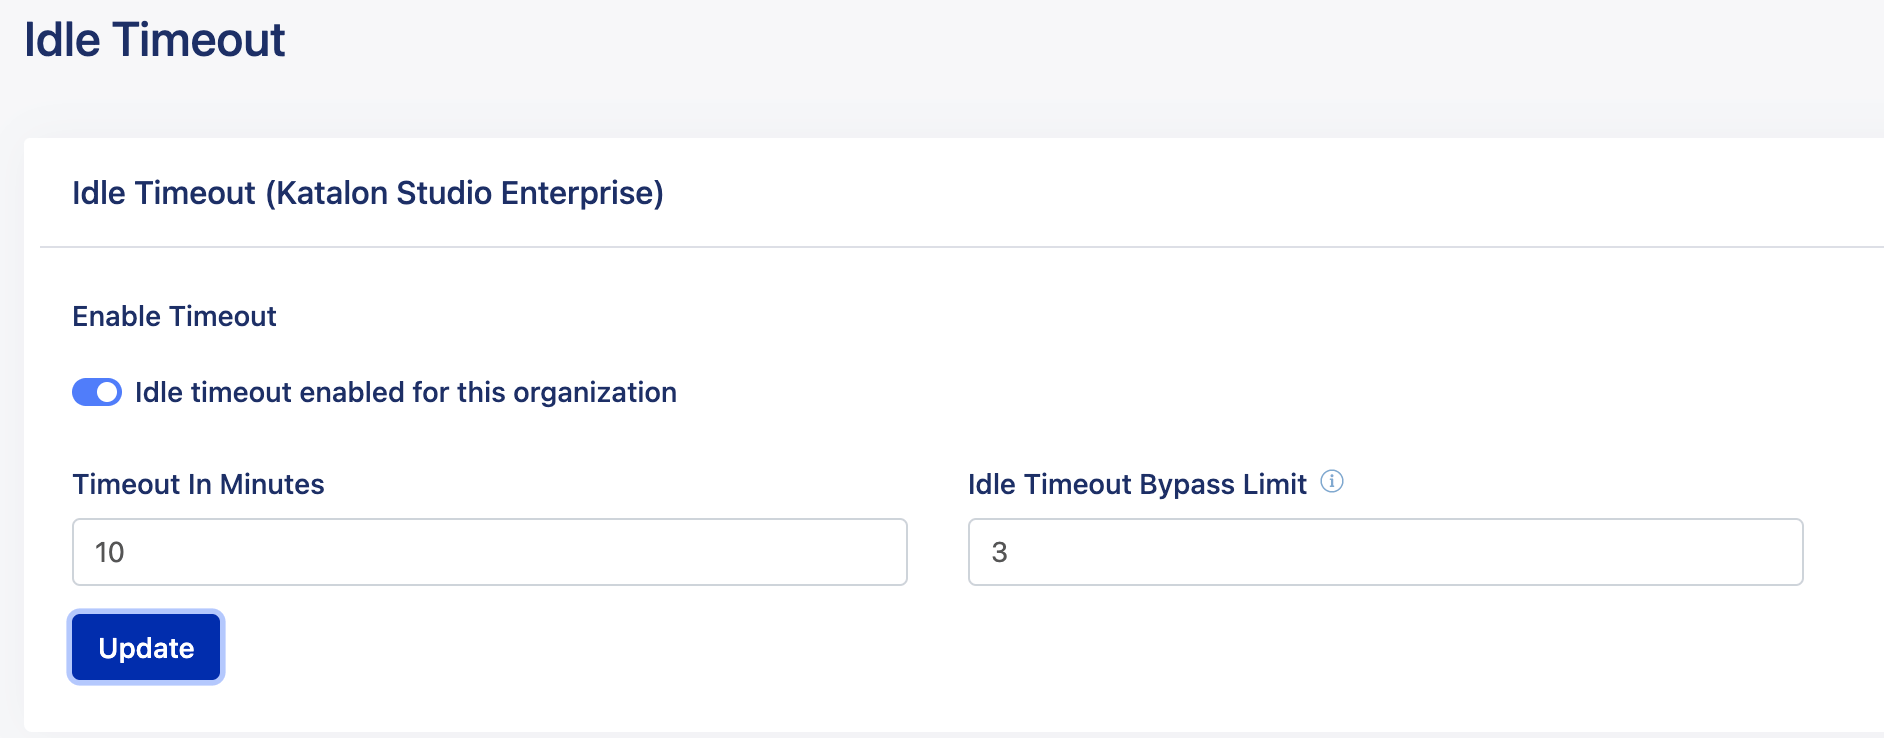 Idle Timeout
Idle Timeout (Katalon Studio Enterprise)
Enable Timeout
Idle timeout enabled for this organization
Timeout In Minutes
Idle Timeout Bypass Limit
10
3
Update